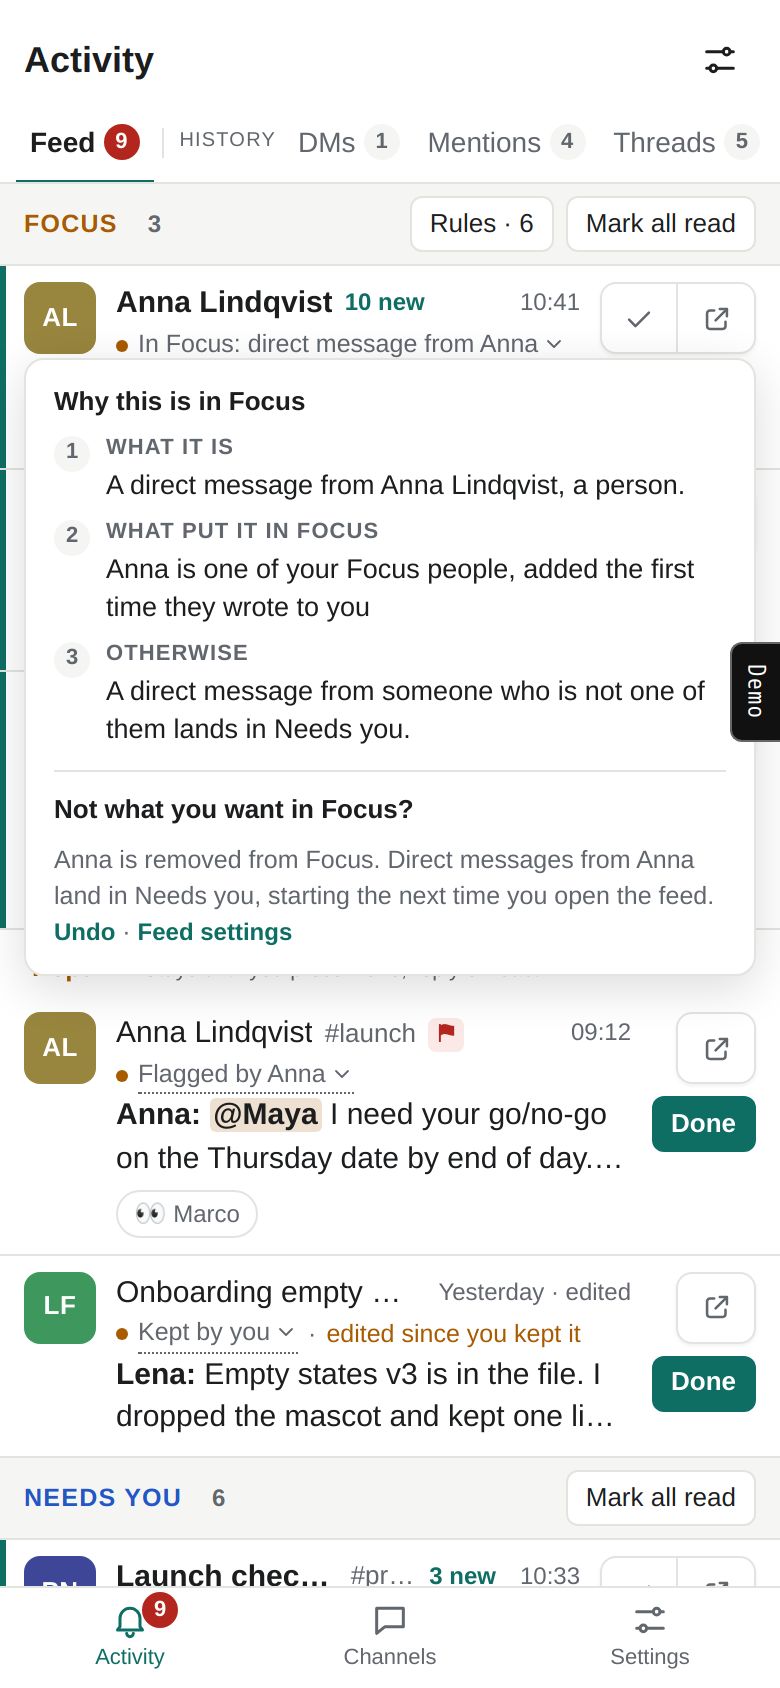 Activity
Feed 9 HISTORY DMs 1 Mentions 4 Threads 5
FOCUS 3 Rules · 6 Mark all read
AL Anna Lindqvist 10 new 10:41
In Focus: direct message from Anna
Why this is in Focus
1 WHAT IT IS
A direct message from Anna Lindqvist, a person.
2 WHAT PUT IT IN FOCUS
Anna is one of your Focus people, added the first
time they wrote to you
3 OTHERWISE
A direct message from someone who is not one of
them lands in Needs you.
Demo
Not what you want in Focus?
Anna is removed from Focus. Direct messages from Anna
land in Needs you, starting the next time you open the feed.
Undo · Feed settings
AL Anna Lindqvist #launch 09:12
Flagged by Anna
Anna: @Maya I need your go/no-go
on the Thursday date by end of day.…
Done
👀 Marco
LF Onboarding empty … Yesterday · edited
Kept by you · edited since you kept it
Lena: Empty states v3 is in the file. I
dropped the mascot and kept one li…
Done
NEEDS YOU 6 Mark all read
Launch chec… #pr… 3 new 10:33
9
Activity Channels Settings